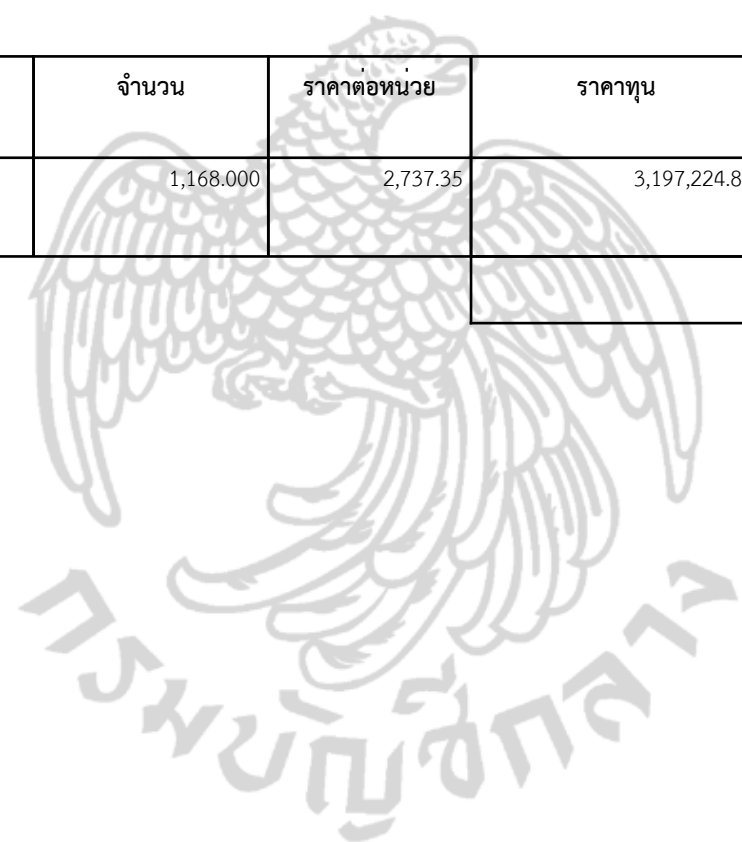 จำนวน ราคาต่อหน่วย ราคาทุน
1,168.000 2,737.35 3,197,224.8
กรมบัญชีกลาง